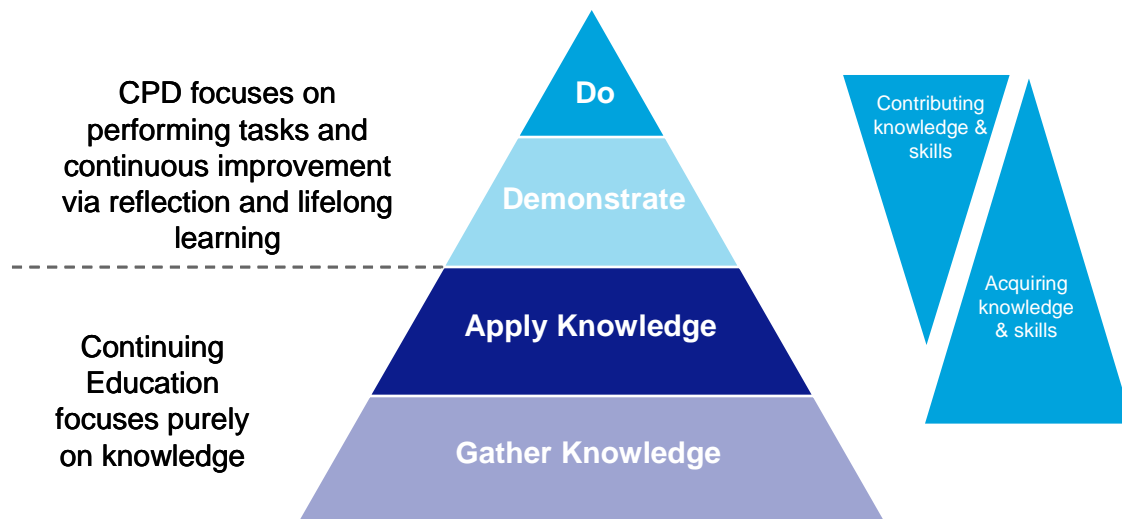 CPD focuses on
performing tasks and
continuous improvement
via reflection and lifelong
learning
Continuing
Education
focuses purely
on knowledge
Do
Demonstrate
Apply Knowledge
Gather Knowledge
Contributing
knowledge &
skills
Acquiring
knowledge
& skills